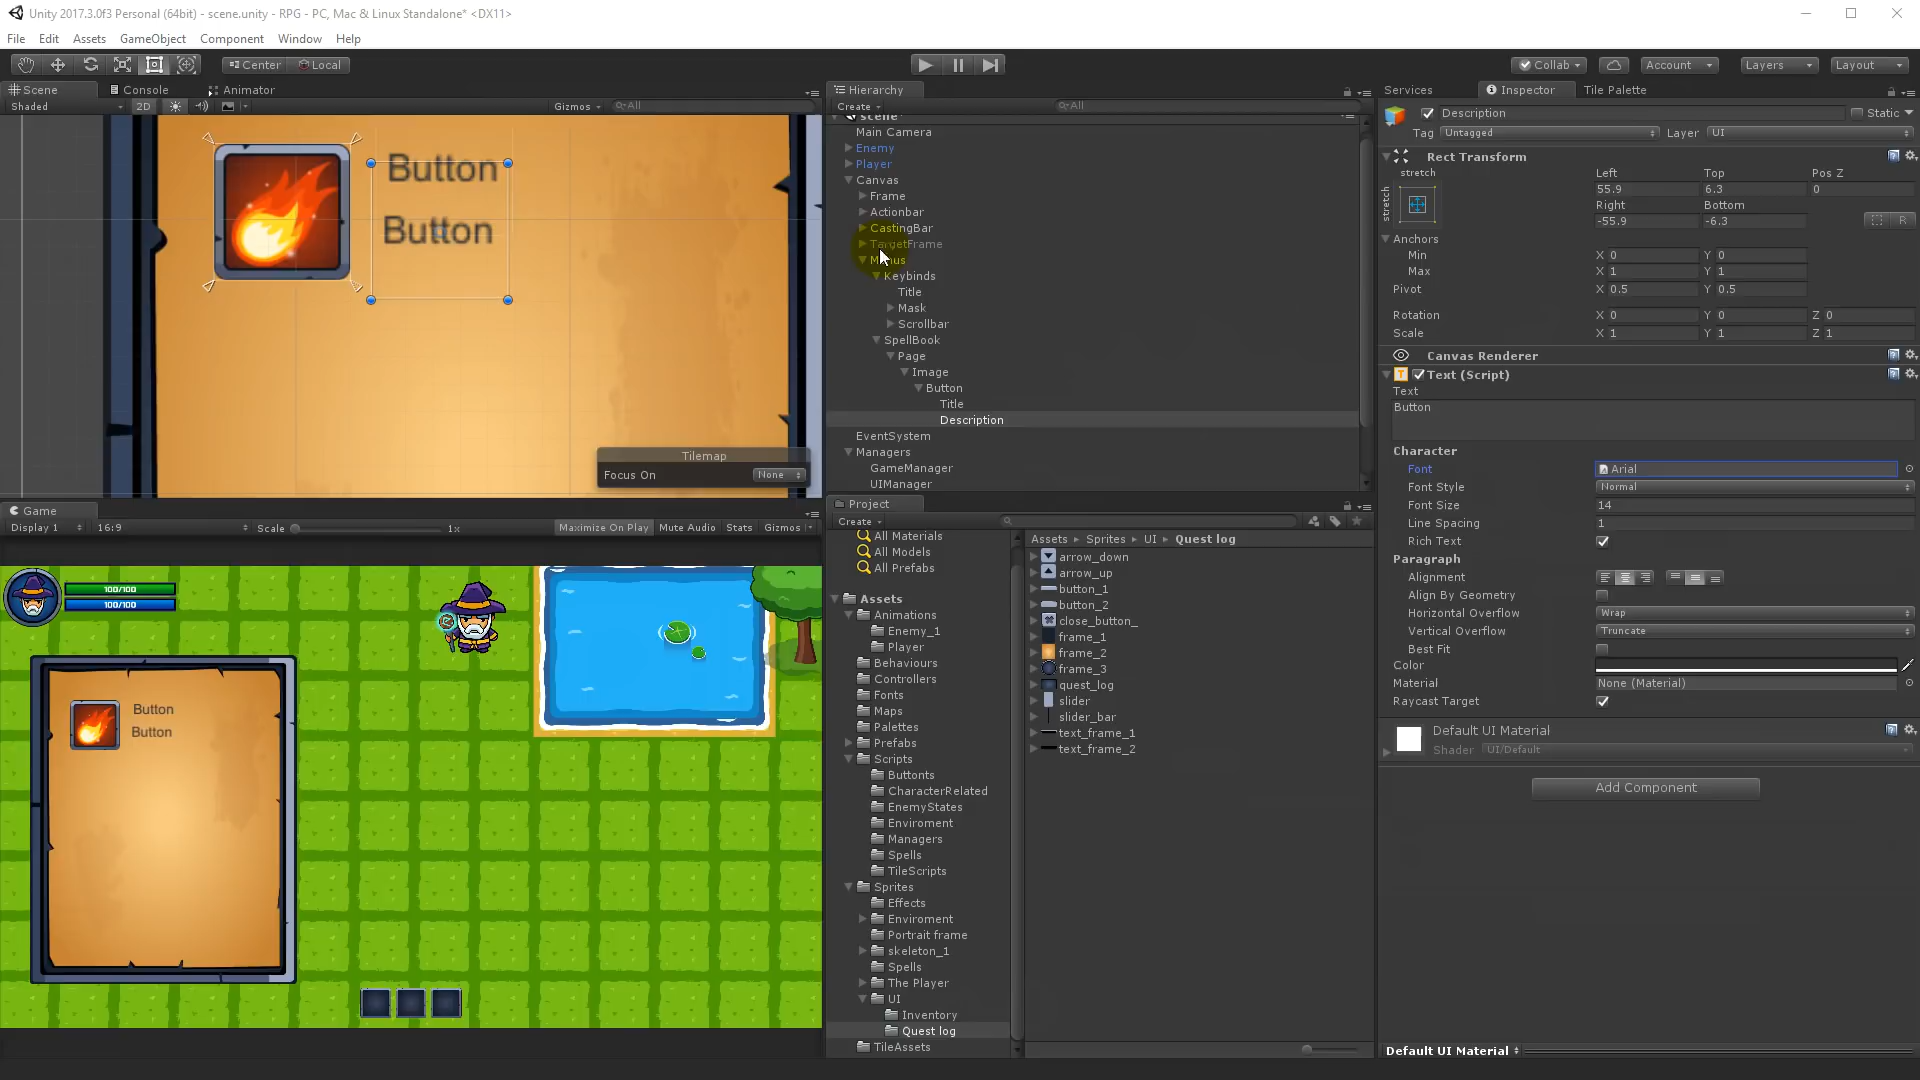 Unity 2017.3.0f3 Personal (64bit) - scene.unity - RPG - PC, Mac & Linux Standalone* <DX11>
File Edit Assets GameObject Component Window Help
Center Local Collab Account Layers Layout
Scene Console Animator
Shaded 2D Gizmos All
Button
Button
Tilemap
Focus On None
Game
Display 1 16:9 Scale 1x Maximize On Play Mute Audio Stats Gizmos
100/100
100/100
Button
Button
Hierarchy
Create All
scene
Main Camera
Enemy
Player
Canvas
Frame
Actionbar
CastingBar
TargetFrame
Menus
Keybinds
Title
Mask
Scrollbar
SpellBook
Page
Image
Button
Title
Description
EventSystem
Managers
GameManager
UIManager
Project
Create
All Materials
All Models
All Prefabs
Assets
Animations
Enemy_1
Player
Behaviours
Controllers
Fonts
Maps
Palettes
Prefabs
Scripts
Buttonts
CharacterRelated
EnemyStates
Enviroment
Managers
Spells
TileScripts
Sprites
Effects
Enviroment
Portrait frame
skeleton_1
Spells
The Player
UI
Inventory
Quest log
TileAssets
Assets Sprites UI Quest log
arrow_down
arrow_up
button_1
button_2
close_button_
frame_1
frame_2
frame_3
quest_log
slider
slider_bar
text_frame_1
text_frame_2
Services Inspector Tile Palette
Description Static
Tag Untagged Layer UI
Rect Transform
stretch Left Top Pos Z
stretch 55.9 6.3 0
Right Bottom
-55.9 -6.3 R
Anchors
Min X 0 Y 0
Max X 1 Y 1
Pivot X 0.5 Y 0.5
Rotation X 0 Y 0 Z 0
Scale X 1 Y 1 Z 1
Canvas Renderer
Text (Script)
Text
Button
Character
Font Arial
Font Style Normal
Font Size 14
Line Spacing 1
Rich Text
Paragraph
Alignment
Align By Geometry
Horizontal Overflow Wrap
Vertical Overflow Truncate
Best Fit
Color
Material None (Material)
Raycast Target
Default UI Material
Shader UI/Default
Add Component
Default UI Material